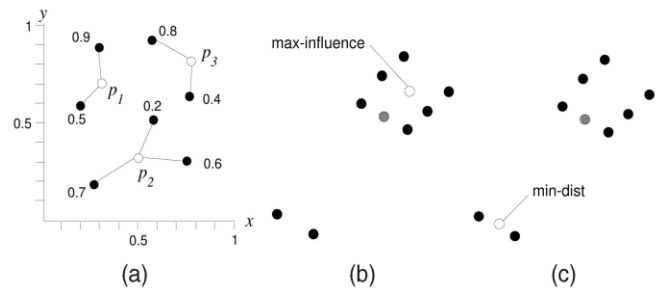 y
1
0.9
0.8
p3
p1
0.4
0.5
0.2
0.5
0.6
p2
0.7
x
0.5
1
(a)
max-influence
(b)
min-dist
(c)